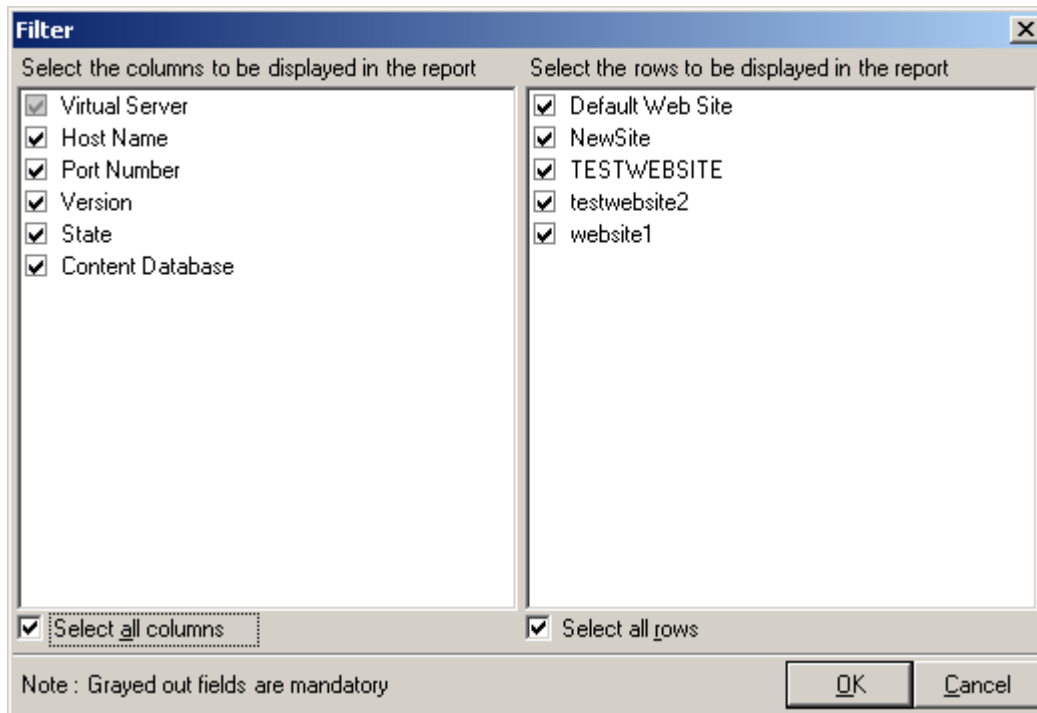 Filter
Select the columns to be displayed in the report
Virtual Server
Host Name
Port Number
Version
State
Content Database
Select all columns
Select the rows to be displayed in the report
Default Web Site
NewSite
TESTWEBSITE
testwebsite2
website1
Select all rows
Note : Grayed out fields are mandatory
OK
Cancel